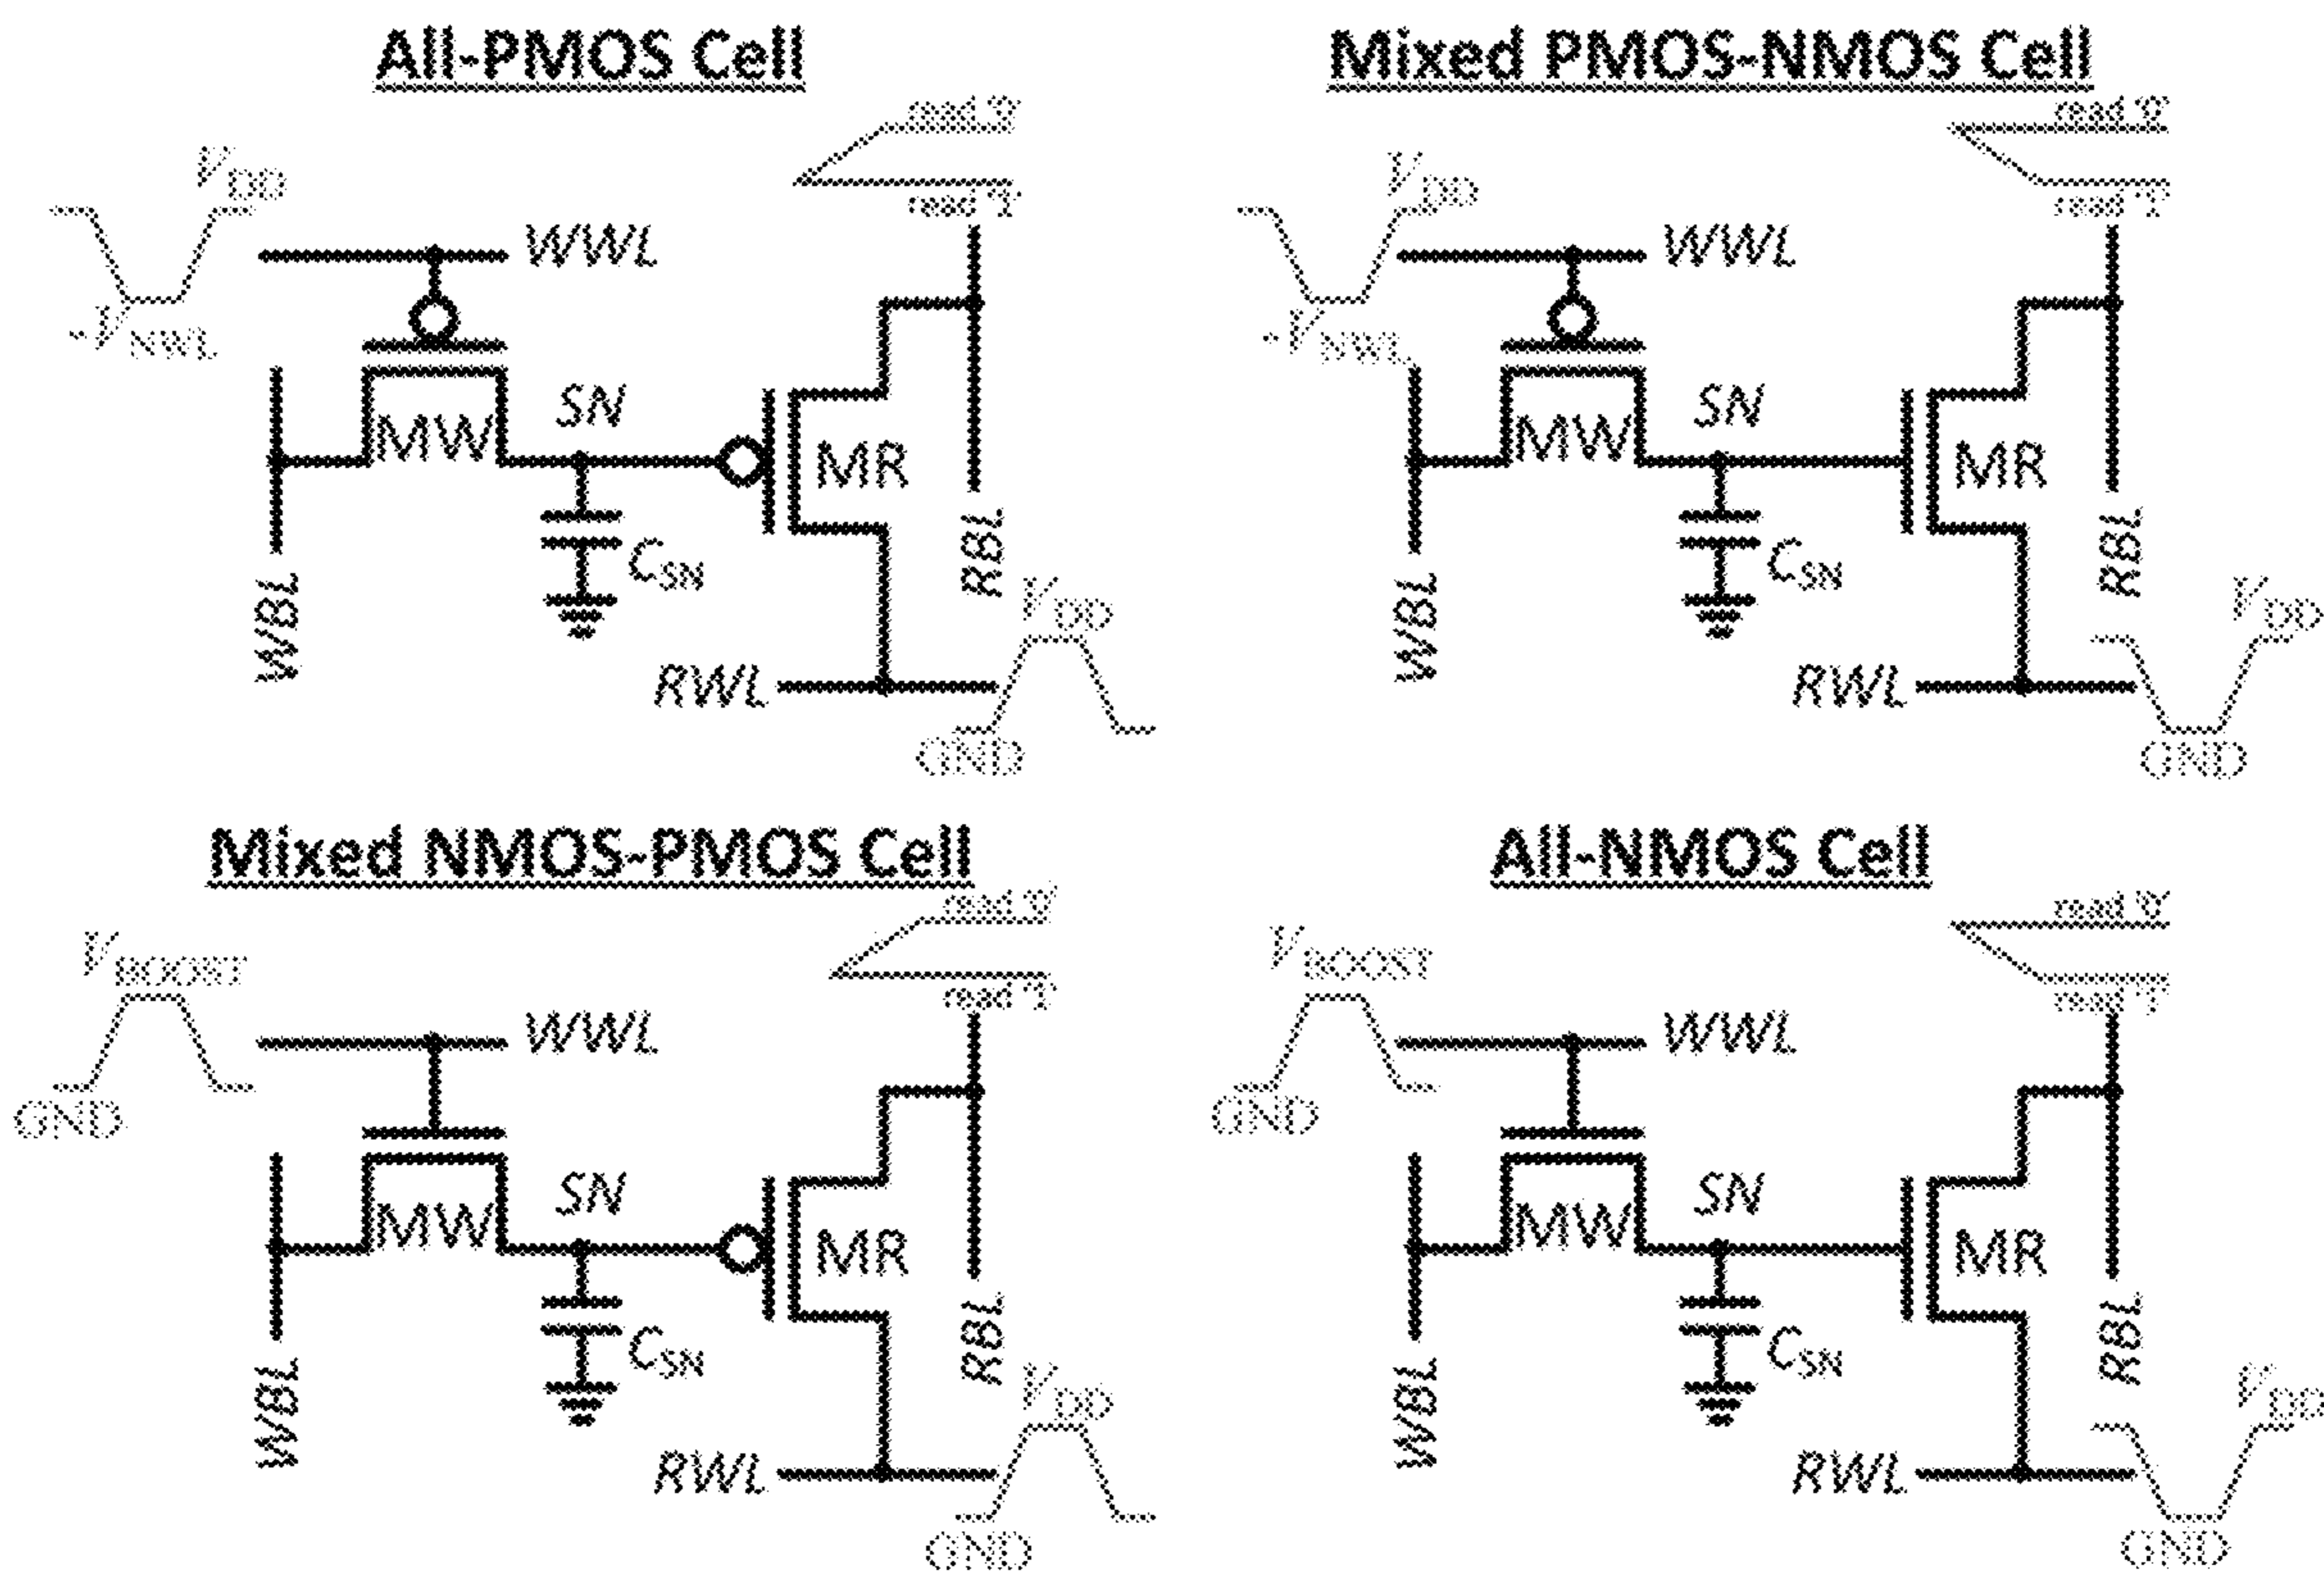 All-PMOS Cell
read '0'
V_DD
read '1'
WWL
-V_NWL
SN
MW
MR
C_SN
RBL
WBL
V_DD
RWL
GND
Mixed PMOS-NMOS Cell
read '0'
V_DD
read '1'
WWL
-V_NWL
SN
MW
MR
C_SN
RBL
WBL
V_DD
RWL
GND
Mixed NMOS-PMOS Cell
read '0'
V_BOOST
read '1'
WWL
GND
SN
MW
MR
C_SN
RBL
WBL
V_DD
RWL
GND
All-NMOS Cell
read '0'
V_BOOST
read '1'
WWL
GND
SN
MW
MR
C_SN
RBL
WBL
V_DD
RWL
GND